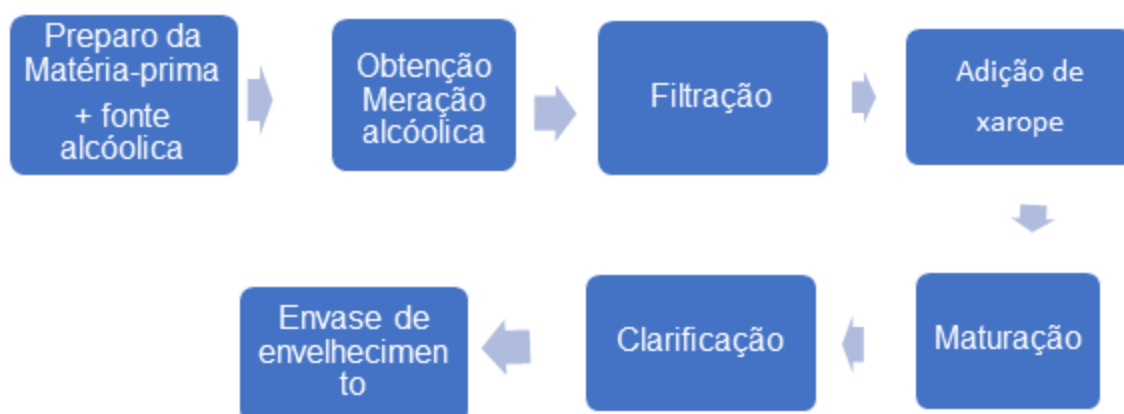 Preparo da
Matéria-prima
+ fonte
alcóolica
Obtenção
Meração
alcóolica
Filtração
Adição de
xarope
Maturação
Clarificação
Envase de
envelhecimen
to